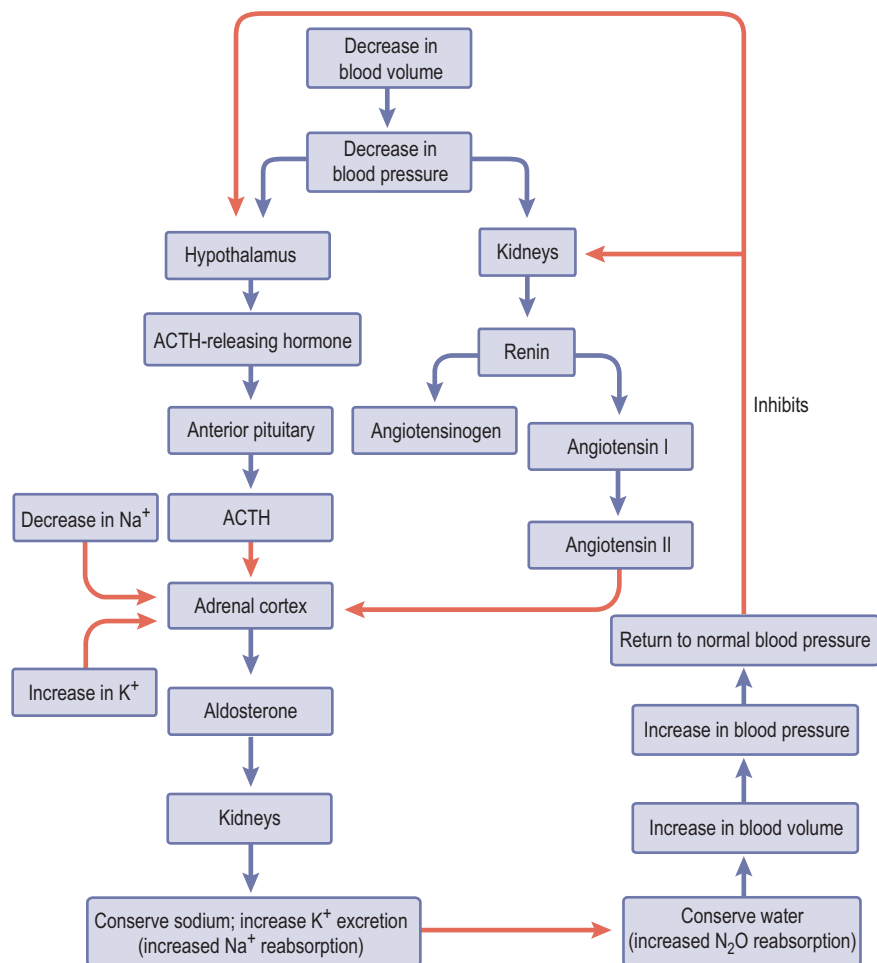 Decrease in
blood volume
Decrease in
blood pressure
Hypothalamus
Kidneys
ACTH-releasing hormone
Renin
Anterior pituitary
Angiotensinogen
Angiotensin I
Inhibits
Decrease in Na⁺
ACTH
Angiotensin II
Adrenal cortex
Return to normal blood pressure
Increase in K⁺
Aldosterone
Increase in blood pressure
Kidneys
Increase in blood volume
Conserve sodium; increase K⁺ excretion
(increased Na⁺ reabsorption)
Conserve water
(increased N₂O reabsorption)